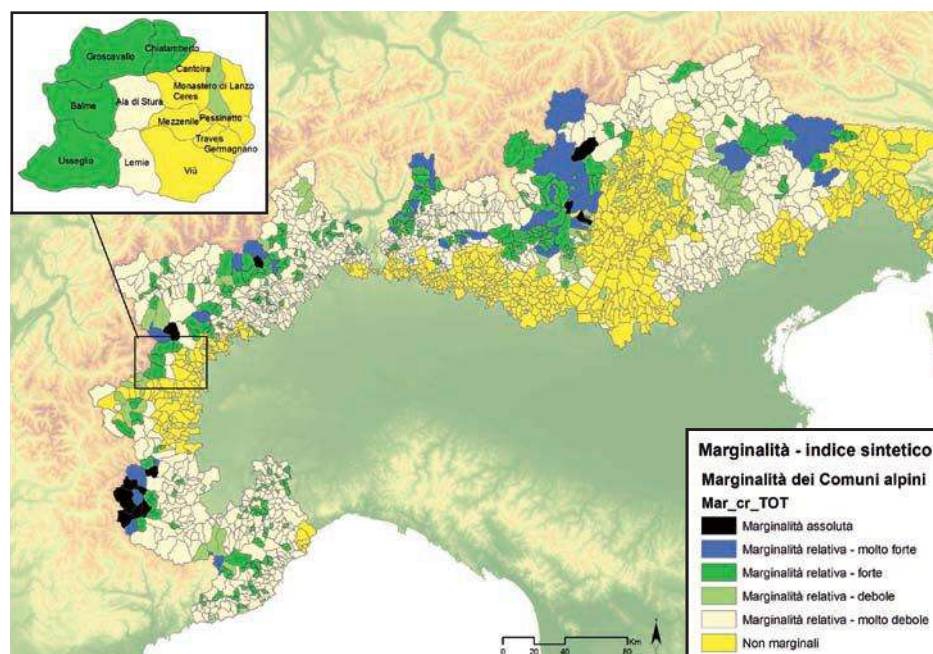 Chialamberto
Groscavallo
Cantoira
Monastero di Lanzo
Ala di Stura
Ceres
Balme
Mezzenile
Pessinetto
Traves
Usseglio
Lemie
Germagnano
Viù
Marginalità - indice sintetico
Marginalità dei Comuni alpini
Mar_cr_TOT
Marginalità assoluta
Marginalità relativa - molto forte
Marginalità relativa - forte
Marginalità relativa - debole
Marginalità relativa - molto debole
Non marginali
0 20 40 60 80 Km